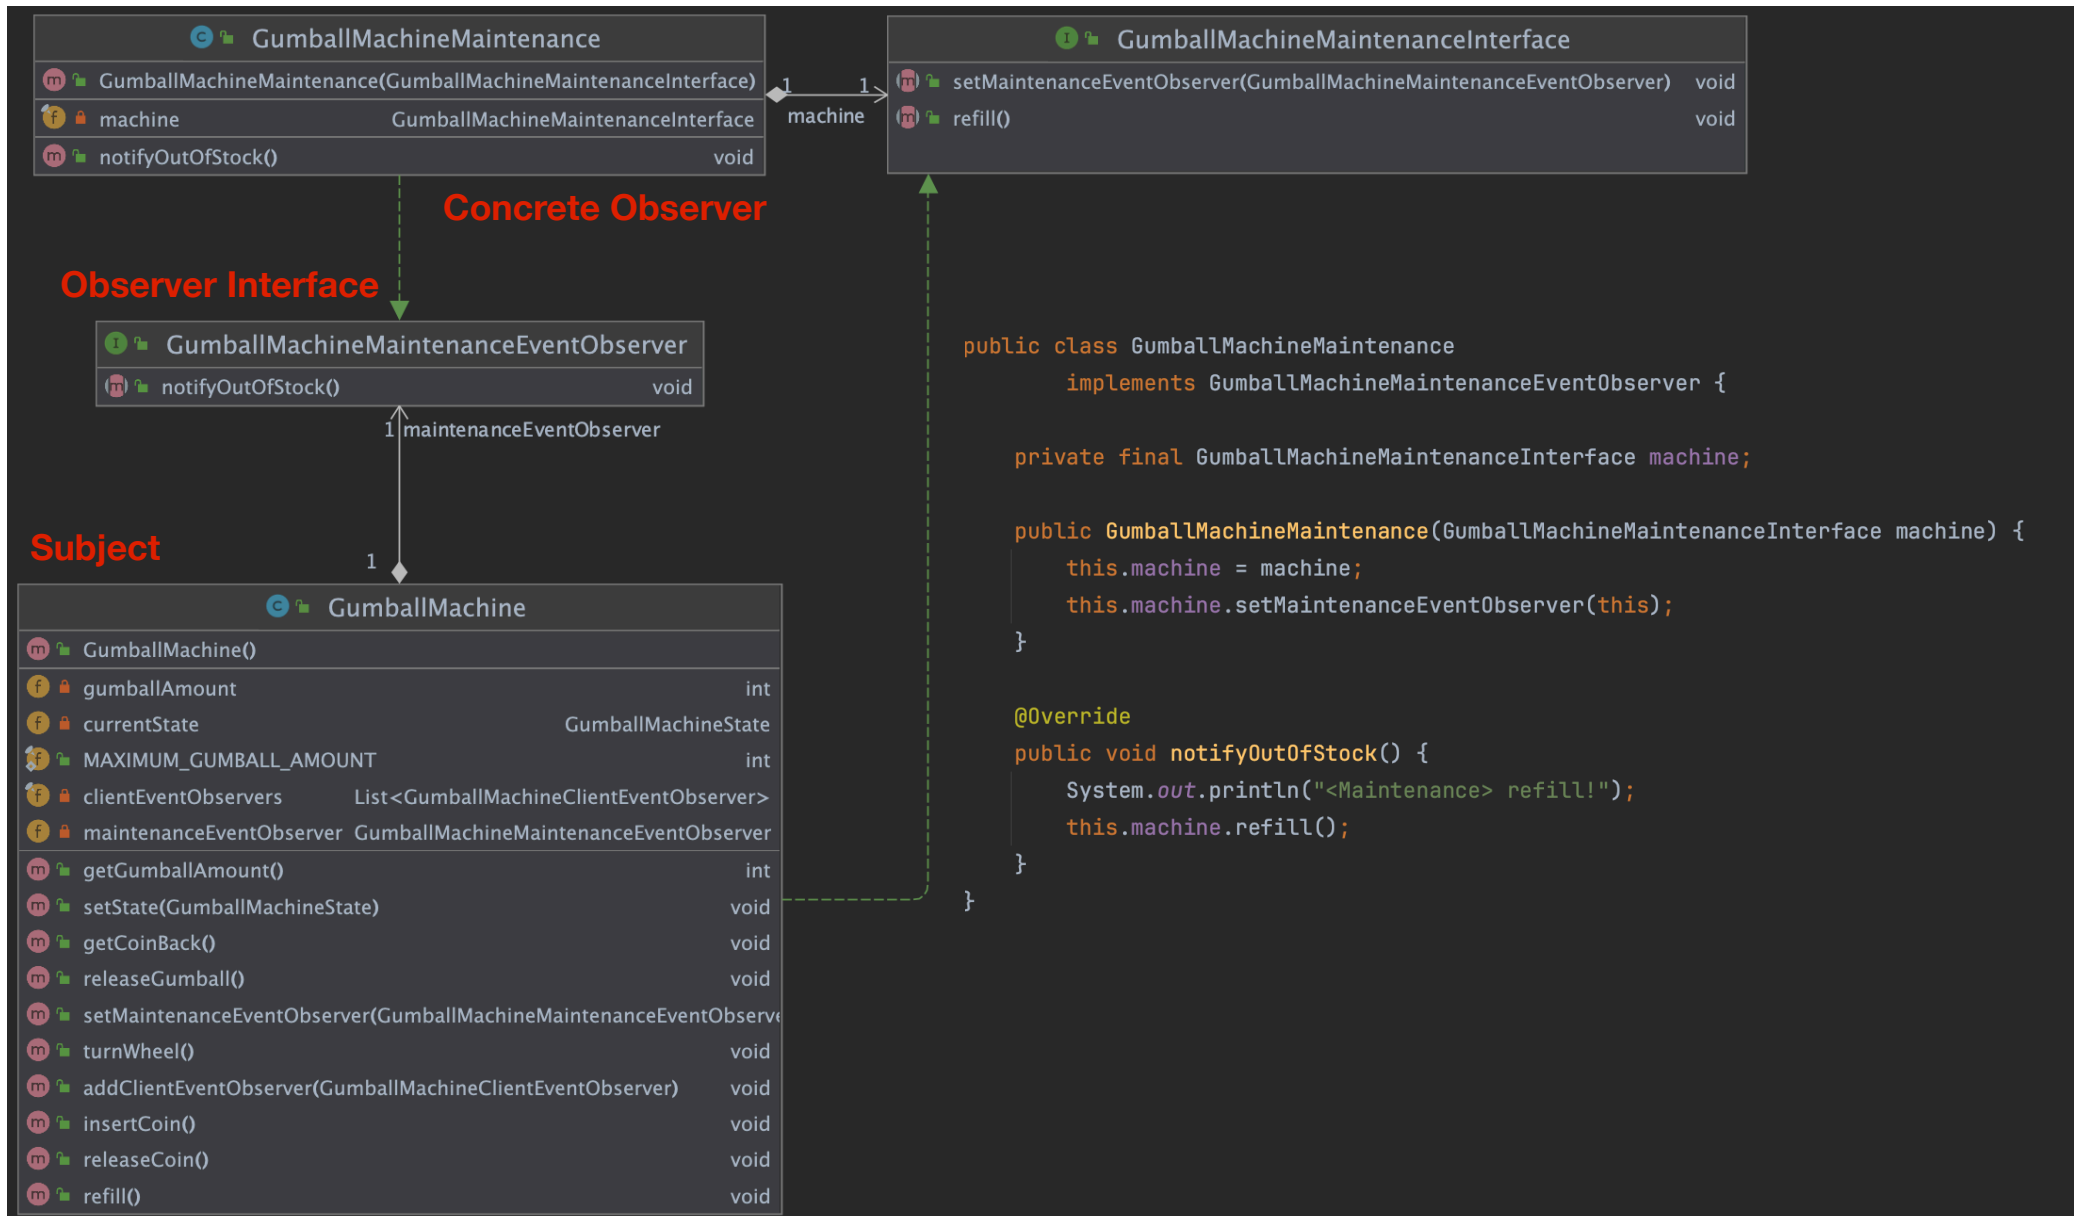 GumballMachineMaintenance
GumballMachineMaintenance(GumballMachineMaintenanceInterface)
machine GumballMachineMaintenanceInterface
notifyOutOfStock() void
1 1
machine
GumballMachineMaintenanceInterface
setMaintenanceEventObserver(GumballMachineMaintenanceEventObserver) void
refill() void
Concrete Observer
Observer Interface
GumballMachineMaintenanceEventObserver
notifyOutOfStock() void
1 maintenanceEventObserver
Subject
1
GumballMachine
GumballMachine()
gumballAmount int
currentState GumballMachineState
MAXIMUM_GUMBALL_AMOUNT int
clientEventObservers List<GumballMachineClientEventObserver>
maintenanceEventObserver GumballMachineMaintenanceEventObserver
getGumballAmount() int
setState(GumballMachineState) void
getCoinBack() void
releaseGumball() void
setMaintenanceEventObserver(GumballMachineMaintenanceEventObserve
turnWheel() void
addClientEventObserver(GumballMachineClientEventObserver) void
insertCoin() void
releaseCoin() void
refill() void
public class GumballMachineMaintenance
implements GumballMachineMaintenanceEventObserver {
private final GumballMachineMaintenanceInterface machine;
public GumballMachineMaintenance(GumballMachineMaintenanceInterface machine) {
this.machine = machine;
this.machine.setMaintenanceEventObserver(this);
}
@Override
public void notifyOutOfStock() {
System.out.println("<Maintenance> refill!");
this.machine.refill();
}
}